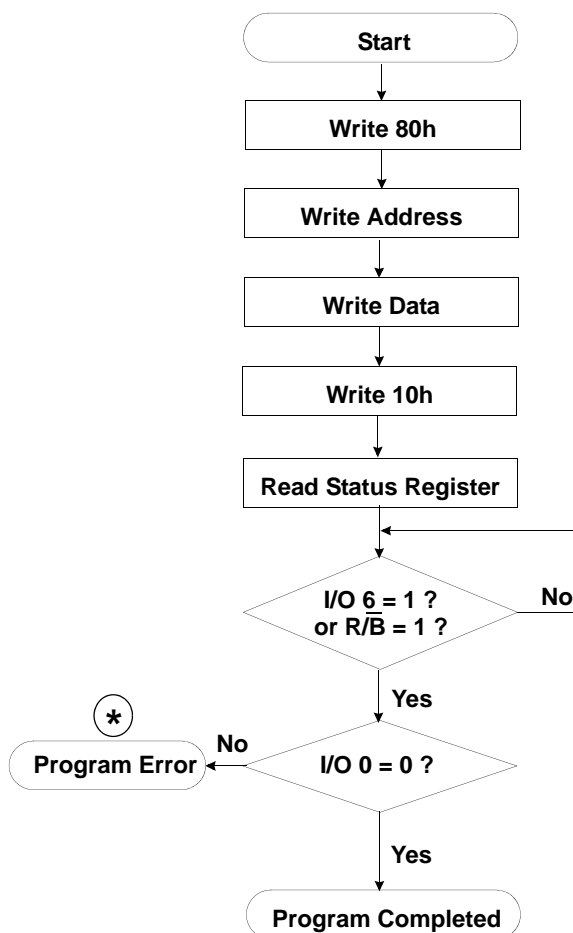 Start
Write 80h
Write Address
Write Data
Write 10h
Read Status Register
I/O 6 = 1 ?
or R/B̅ = 1 ?
No
Yes
*
No
Program Error
I/O 0 = 0 ?
Yes
Program Completed